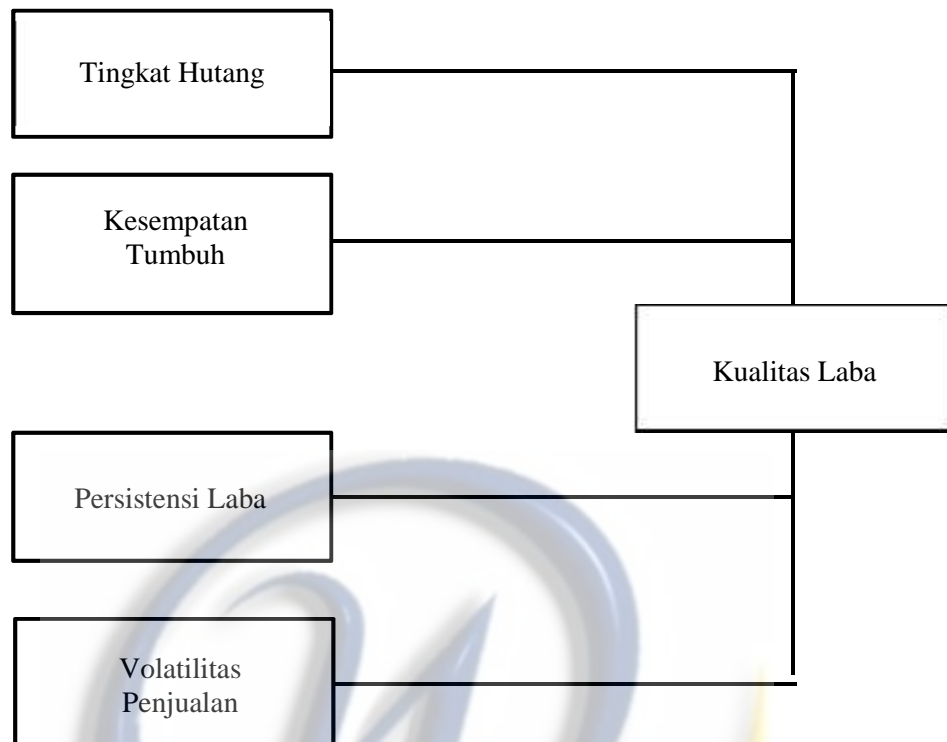 Tingkat Hutang
Kesempatan
Tumbuh
Kualitas Laba
Persistensi Laba
Volatilitas
Penjualan